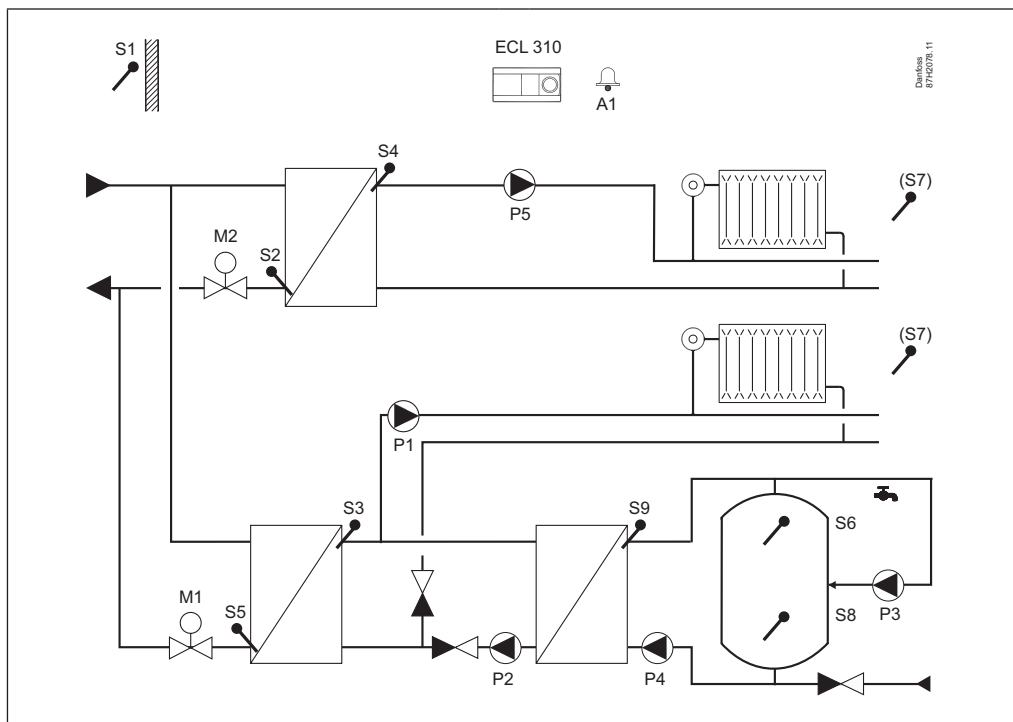 S1
ECL 310
A1
Danfoss
87H2078.11
S4
P5
(S7)
M2
S2
(S7)
P1
S3
S9
S6
M1
S5
S8
P3
P2
P4